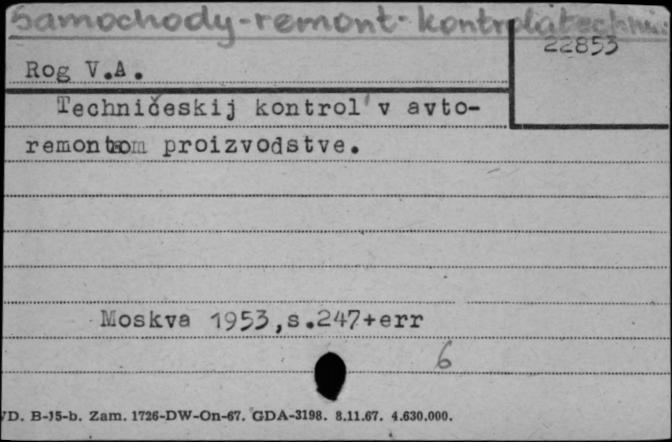 Samochody-remont-kontrola techn.
22853
Rog V.A.
Techničeskij kontrol' v avto-
remontnom proizvodstve.
Moskva 1953,s.247+err
6
D. B-15-b. Zam. 1726-DW-On-67. GDA-3198. 8.11.67. 4.630.000.